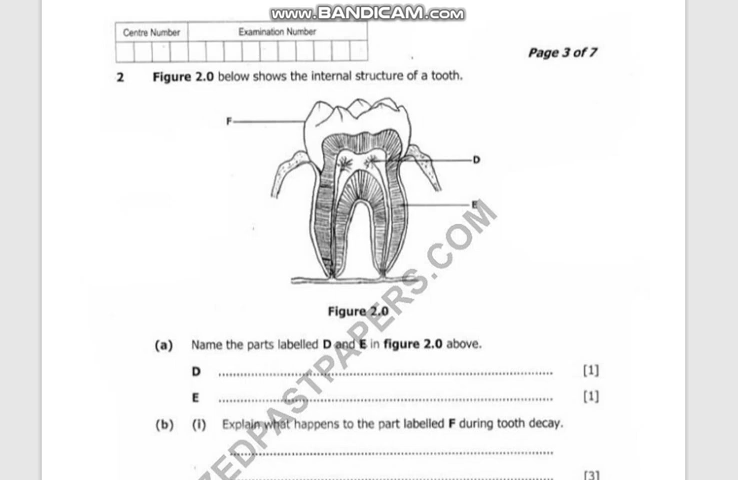 www.BANDICAM.com
Centre Number Examination Number
Page 3 of 7
2 Figure 2.0 below shows the internal structure of a tooth.
F
D
E
Figure 2.0
(a) Name the parts labelled D and E in figure 2.0 above.
D ........................................ [1]
E ........................................ [1]
(b) (i) Explain what happens to the part labelled F during tooth decay.
........................................
........................................ [3]
ZEDPASTPAPERS.COM